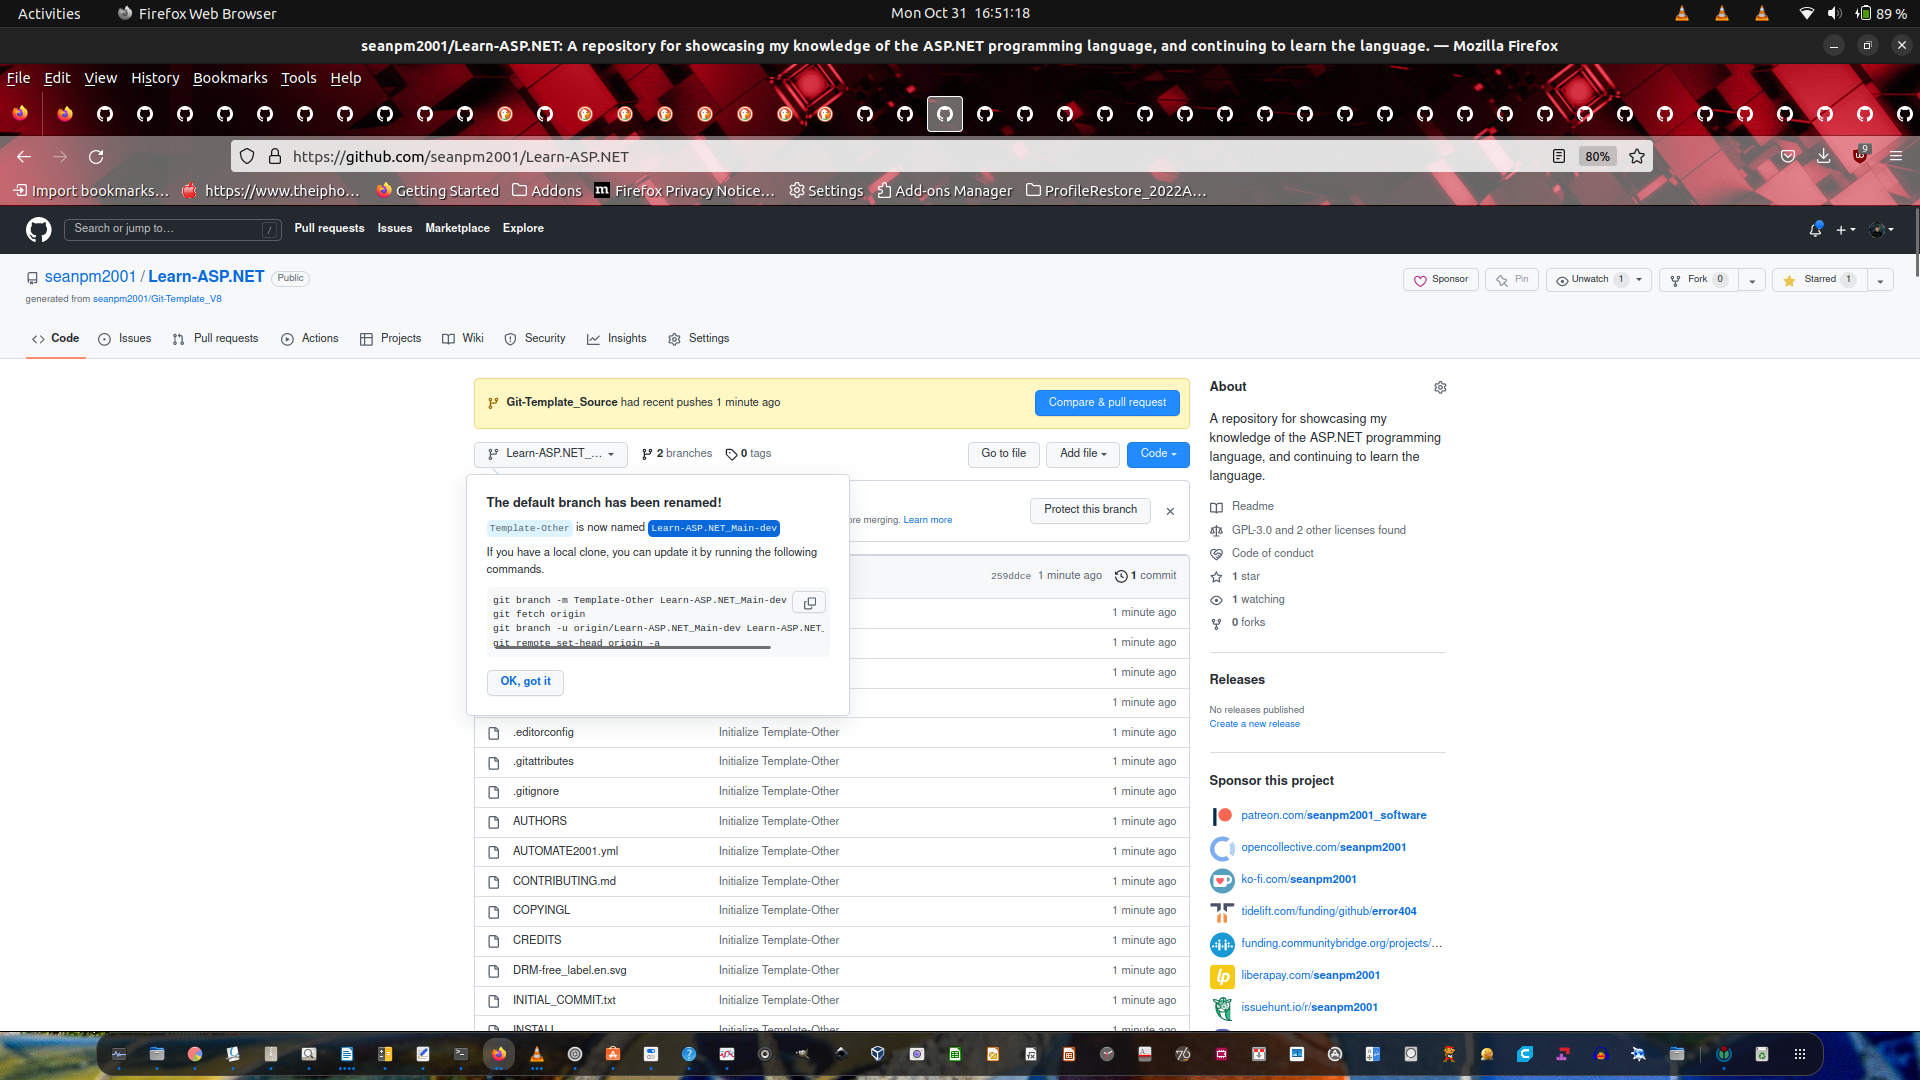 Activities
Firefox Web Browser
Mon Oct 31 16:51:18
89 %
seanpm2001/Learn-ASP.NET: A repository for showcasing my knowledge of the ASP.NET programming language, and continuing to learn the language. — Mozilla Firefox
File Edit View History Bookmarks Tools Help
https://github.com/seanpm2001/Learn-ASP.NET
80%
9
Import bookmarks… https://www.theipho… Getting Started Addons Firefox Privacy Notice… Settings Add-ons Manager ProfileRestore_2022A…
Search or jump to… /
Pull requests Issues Marketplace Explore
seanpm2001 / Learn-ASP.NET Public
generated from seanpm2001/Git-Template_V8
Sponsor Pin Unwatch 1 Fork 0 Starred 1
Code Issues Pull requests Actions Projects Wiki Security Insights Settings
Git-Template_Source had recent pushes 1 minute ago
Compare & pull request
Learn-ASP.NET_… 2 branches 0 tags
Go to file Add file Code
The default branch has been renamed!
Template-Other is now named Learn-ASP.NET_Main-dev
If you have a local clone, you can update it by running the following
commands.
git branch -m Template-Other Learn-ASP.NET_Main-dev
git fetch origin
git branch -u origin/Learn-ASP.NET_Main-dev Learn-ASP.NET_
git remote set-head origin -a
OK, got it
Protect this branch
ore merging. Learn more
259ddce 1 minute ago 1 commit
1 minute ago
1 minute ago
1 minute ago
1 minute ago
.editorconfig Initialize Template-Other 1 minute ago
.gitattributes Initialize Template-Other 1 minute ago
.gitignore Initialize Template-Other 1 minute ago
AUTHORS Initialize Template-Other 1 minute ago
AUTOMATE2001.yml Initialize Template-Other 1 minute ago
CONTRIBUTING.md Initialize Template-Other 1 minute ago
COPYINGL Initialize Template-Other 1 minute ago
CREDITS Initialize Template-Other 1 minute ago
DRM-free_label.en.svg Initialize Template-Other 1 minute ago
INITIAL_COMMIT.txt Initialize Template-Other 1 minute ago
INSTALL Initialize Template-Other 1 minute ago
About
A repository for showcasing my
knowledge of the ASP.NET programming
language, and continuing to learn the
language.
Readme
GPL-3.0 and 2 other licenses found
Code of conduct
1 star
1 watching
0 forks
Releases
No releases published
Create a new release
Sponsor this project
patreon.com/seanpm2001_software
opencollective.com/seanpm2001
ko-fi.com/seanpm2001
tidelift.com/funding/github/error404
funding.communitybridge.org/projects/…
liberapay.com/seanpm2001
issuehunt.io/r/seanpm2001